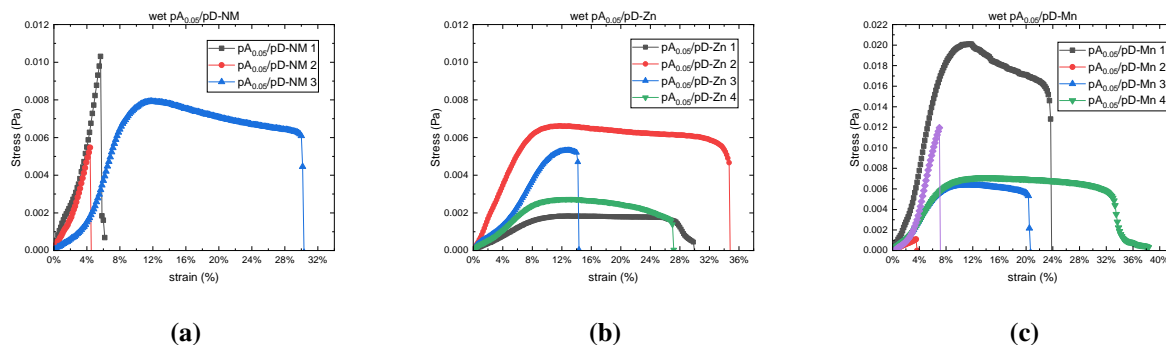 wet pA0.05/pD-NM
0.012
0.010
0.008
0.006
0.004
0.002
0.000
Stress (Pa)
pA0.05/pD-NM 1
pA0.05/pD-NM 2
pA0.05/pD-NM 3
0% 4% 8% 12% 16% 20% 24% 28% 32%
strain (%)
(a)
wet pA0.05/pD-Zn
0.012
0.010
0.008
0.006
0.004
0.002
0.000
Stress (Pa)
pA0.05/pD-Zn 1
pA0.05/pD-Zn 2
pA0.05/pD-Zn 3
pA0.05/pD-Zn 4
0% 4% 8% 12% 16% 20% 24% 28% 32% 36%
strain (%)
(b)
wet pA0.05/pD-Mn
0.020
0.018
0.016
0.014
0.012
0.010
0.008
0.006
0.004
0.002
0.000
Stress (Pa)
pA0.05/pD-Mn 1
pA0.05/pD-Mn 2
pA0.05/pD-Mn 3
pA0.05/pD-Mn 4
0% 4% 8% 12% 16% 20% 24% 28% 32% 36% 40%
strain (%)
(c)